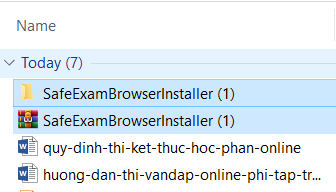 Name
Today (7)
SafeExamBrowserInstaller (1)
SafeExamBrowserInstaller (1)
quy-dinh-thi-ket-thuc-hoc-phan-online
huong-dan-thi-vandap-online-phi-tap-tr...